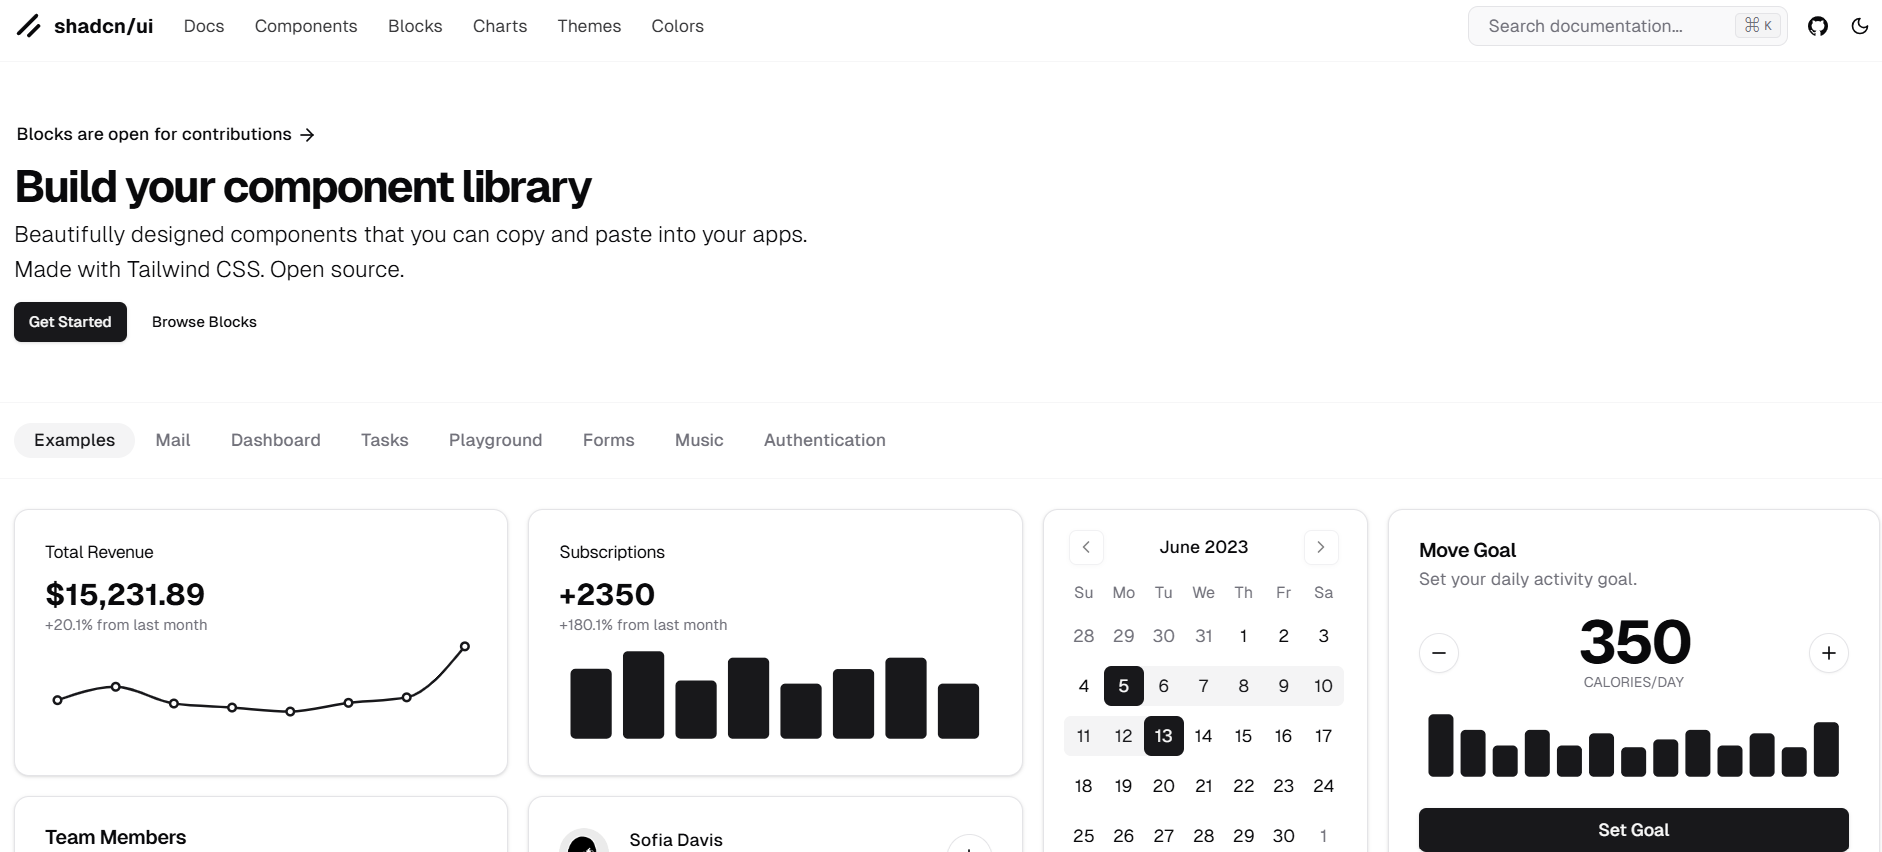 shadcn/ui Docs Components Blocks Charts Themes Colors Search documentation... ⌘ K
Blocks are open for contributions →
Build your component library
Beautifully designed components that you can copy and paste into your apps.
Made with Tailwind CSS. Open source.
Get Started Browse Blocks
Examples Mail Dashboard Tasks Playground Forms Music Authentication
Total Revenue
$15,231.89
+20.1% from last month
Subscriptions
+2350
+180.1% from last month
June 2023
Su Mo Tu We Th Fr Sa
28 29 30 31 1 2 3
4 5 6 7 8 9 10
11 12 13 14 15 16 17
18 19 20 21 22 23 24
25 26 27 28 29 30 1
Move Goal
Set your daily activity goal.
350
CALORIES/DAY
Set Goal
Team Members
Sofia Davis